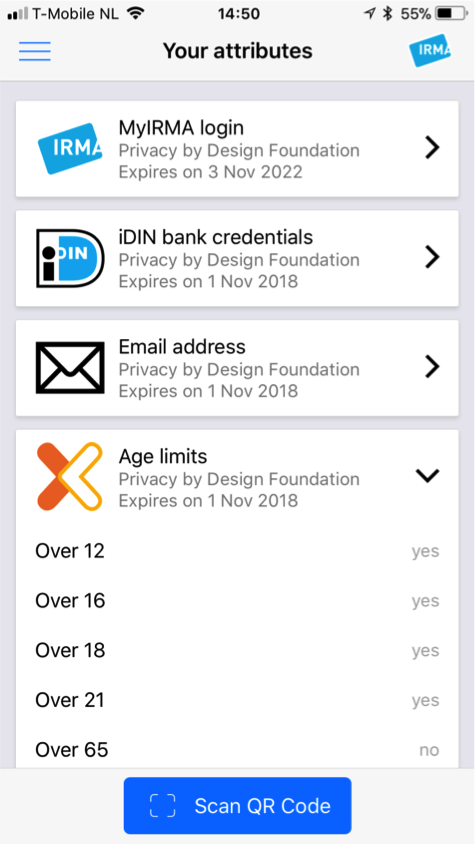 T-Mobile NL 14:50 55%
Your attributes
IRMA
MyIRMA login
IRMA
Privacy by Design Foundation
Expires on 3 Nov 2022
iDIN bank credentials
iDIN
Privacy by Design Foundation
Expires on 1 Nov 2018
Email address
Privacy by Design Foundation
Expires on 1 Nov 2018
Age limits
Privacy by Design Foundation
Expires on 1 Nov 2018
Over 12 yes
Over 16 yes
Over 18 yes
Over 21 yes
Over 65 no
Scan QR Code